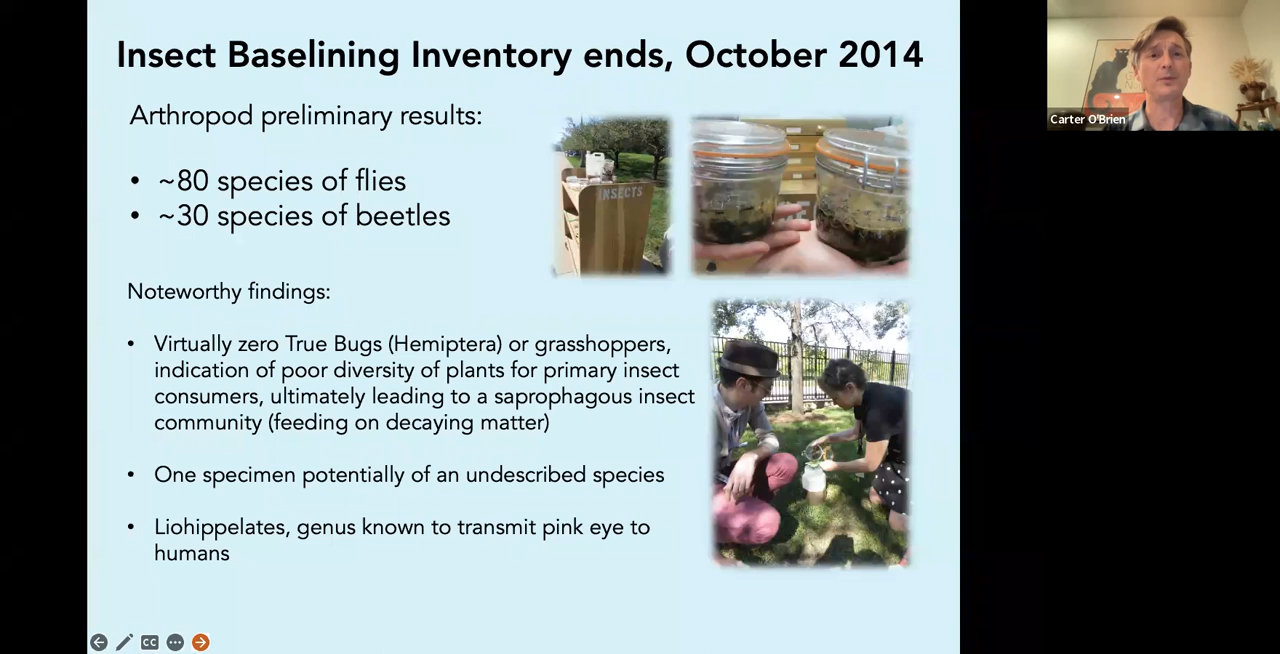 Insect Baselining Inventory ends, October 2014
Arthropod preliminary results:
• ~80 species of flies
• ~30 species of beetles
Noteworthy findings:
• Virtually zero True Bugs (Hemiptera) or grasshoppers,
indication of poor diversity of plants for primary insect
consumers, ultimately leading to a saprophagous insect
community (feeding on decaying matter)
• One specimen potentially of an undescribed species
• Liohippelates, genus known to transmit pink eye to
humans
INSECTS
Carter O'Brien
CC